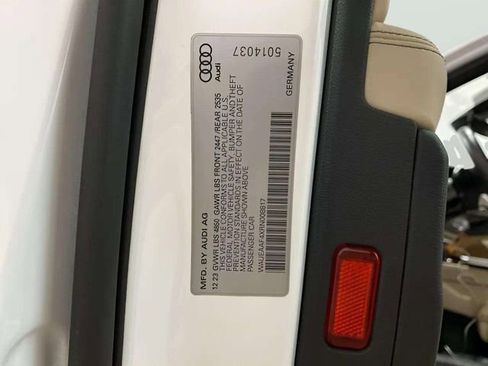 MFD. BY AUDI AG
12.23 GVWR LBS 4850 GAWR LBS FRONT 2447 /REAR 2535
THIS VEHICLE CONFORMS TO ALL APPLICABLE U.S.
FEDERAL MOTOR VEHICLE SAFETY, BUMPER AND THEFT
PREVENTION STANDARDS IN EFFECT ON THE DATE OF
MANUFACTURE SHOWN ABOVE.
PASSENGER CAR
WAUEAAF4XRN008817
Audi
5014037
GERMANY